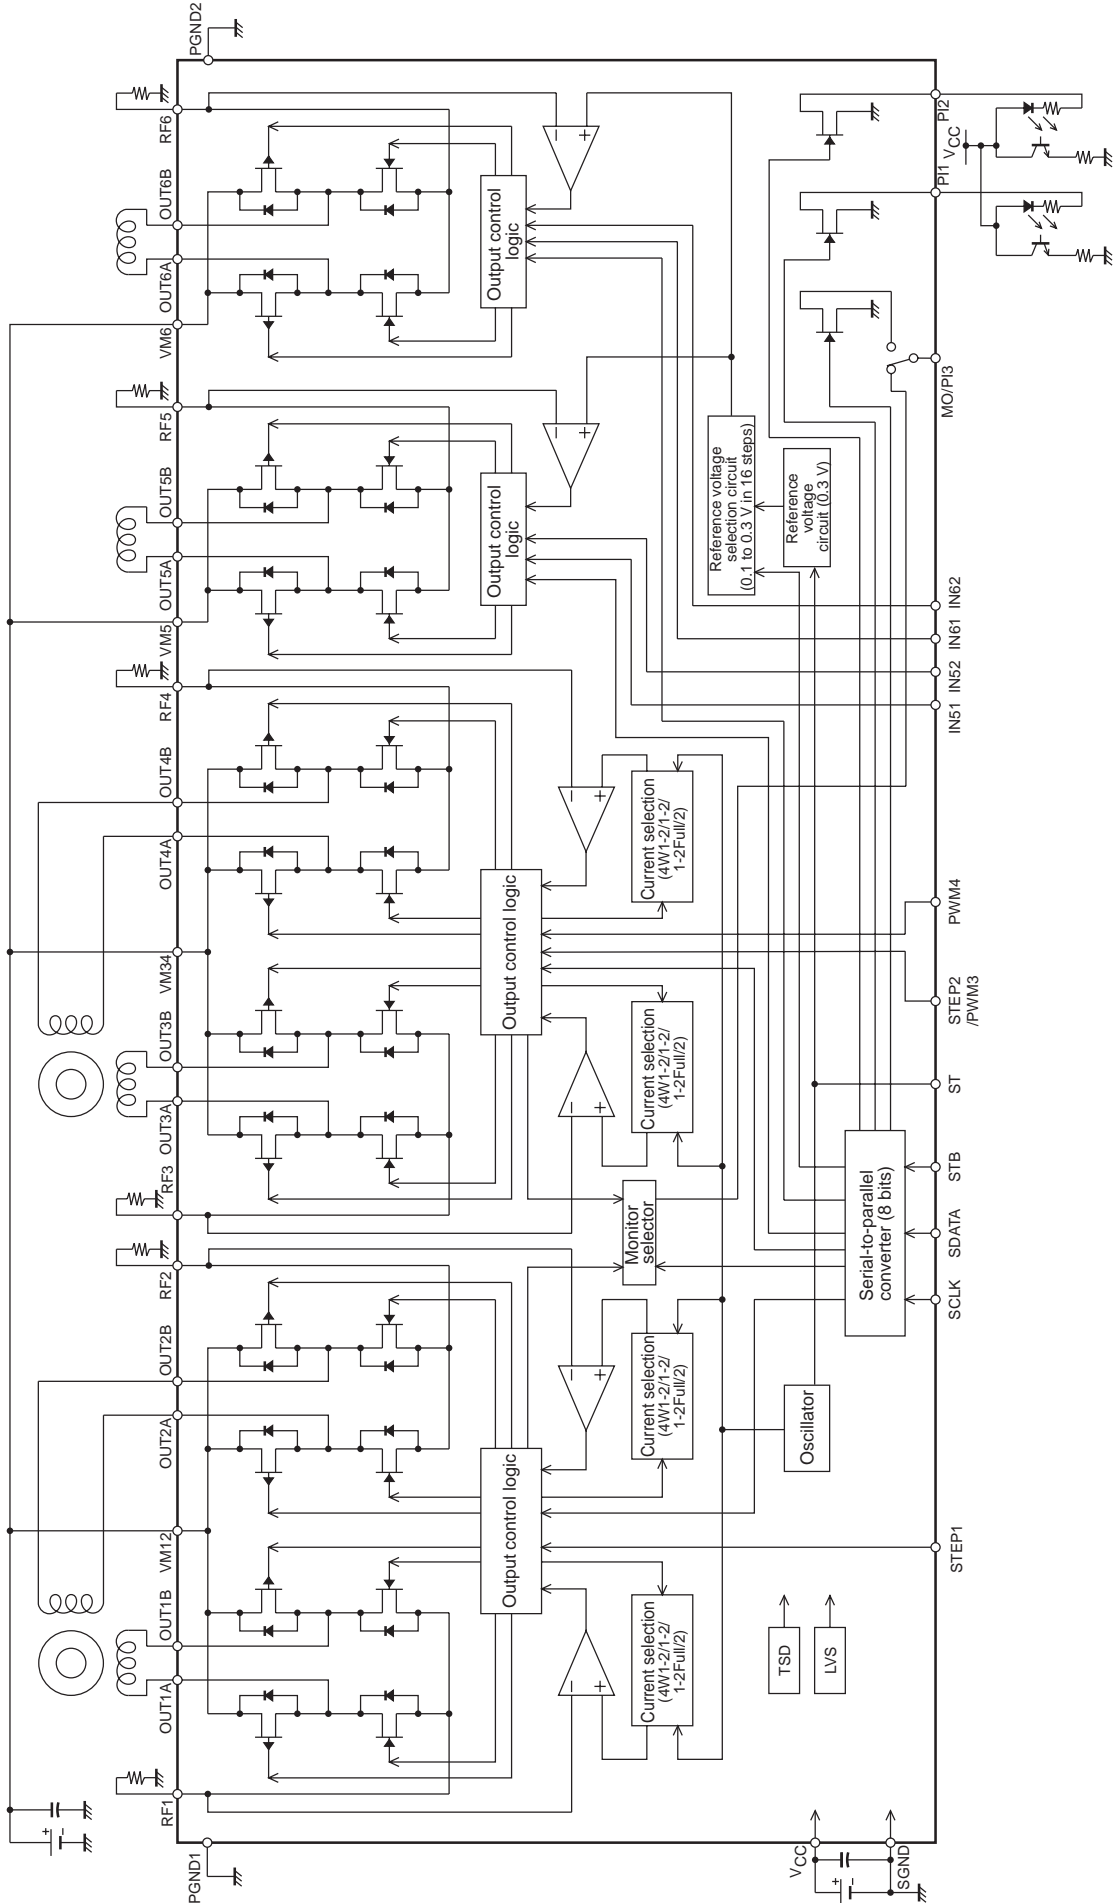 PGND1
RF1
OUT1A
OUT1B
VM12
OUT2A
OUT2B
RF2
RF3
OUT3A
OUT3B
VM34
OUT4A
OUT4B
RF4
VM5
OUT5A
OUT5B
RF5
VM6
OUT6A
OUT6B
RF6
PGND2
+
-
Output control logic
Output control logic
Output control
logic
Output control
logic
−
+
+
−
−
+
+
−
−
+
−
+
Current selection
(4W1-2/1-2/
1-2Full/2)
Current selection
(4W1-2/1-2/
1-2Full/2)
Monitor
selector
Current selection
(4W1-2/1-2/
1-2Full/2)
Current selection
(4W1-2/1-2/
1-2Full/2)
Reference voltage
selection circuit
(0.1 to 0.3 V in 16 steps)
Reference
voltage
circuit (0.3 V)
TSD
LVS
Oscillator
Serial-to-parallel
converter (8 bits)
VCC
SGND
+
-
STEP1
SCLK
SDATA
STB
ST
STEP2
/PWM3
PWM4
IN51
IN52
IN61
IN62
MO/PI3
PI1
VCC
PI2